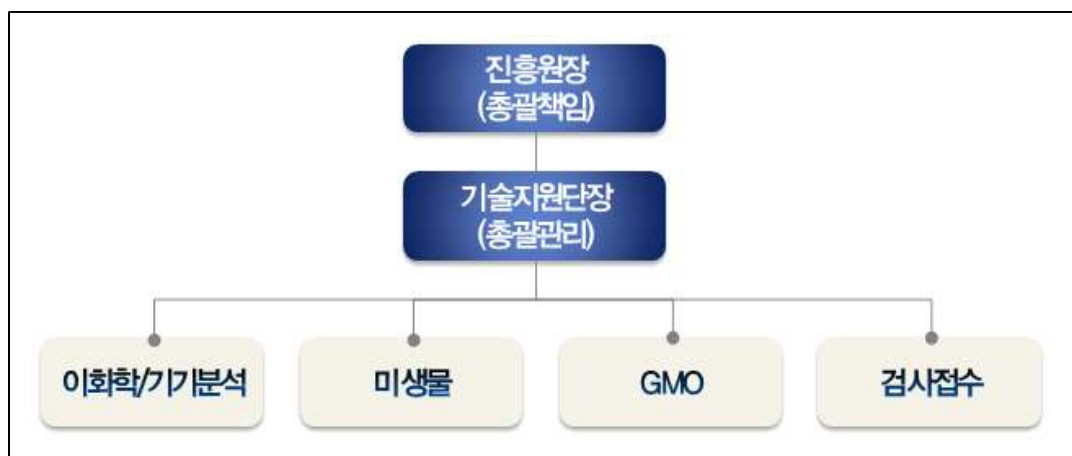 진흥원장
(총괄책임)
기술지원단장
(총괄관리)
이화학/기기분석
미생물
GMO
검사접수